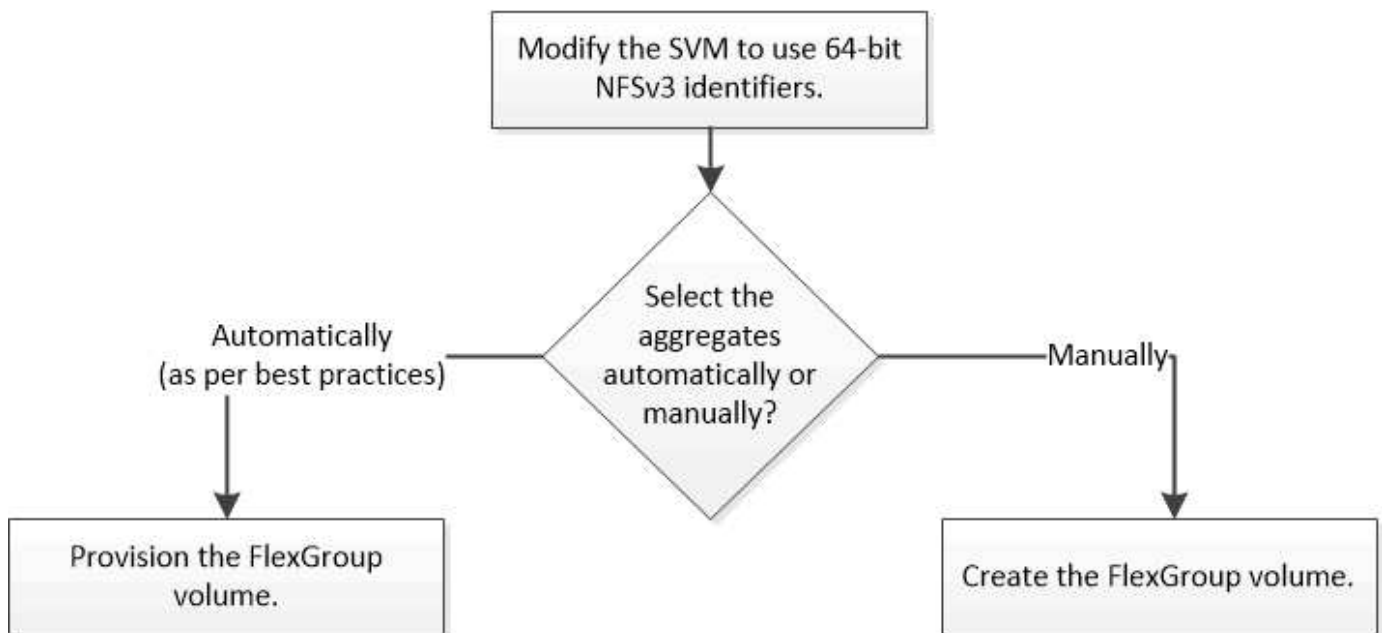 Modify the SVM to use 64-bit
NFSv3 identifiers.
Select the
aggregates
automatically or
manually?
Automatically
(as per best practices)
Manually
Provision the FlexGroup
volume.
Create the FlexGroup volume.